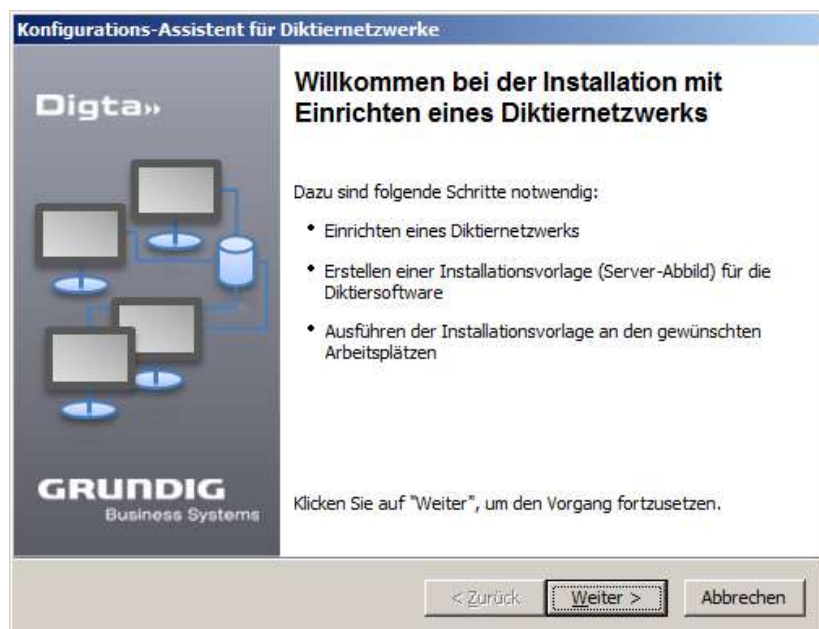 Konfigurations-Assistent für Diktiernetzwerke
Digta»
Willkommen bei der Installation mit
Einrichten eines Diktiernetzwerks
Dazu sind folgende Schritte notwendig:
• Einrichten eines Diktiernetzwerks
• Erstellen einer Installationsvorlage (Server-Abbild) für die
Diktiersoftware
• Ausführen der Installationsvorlage an den gewünschten
Arbeitsplätzen
GRUNDIG
Business Systems
Klicken Sie auf "Weiter", um den Vorgang fortzusetzen.
< Zurück
Weiter >
Abbrechen